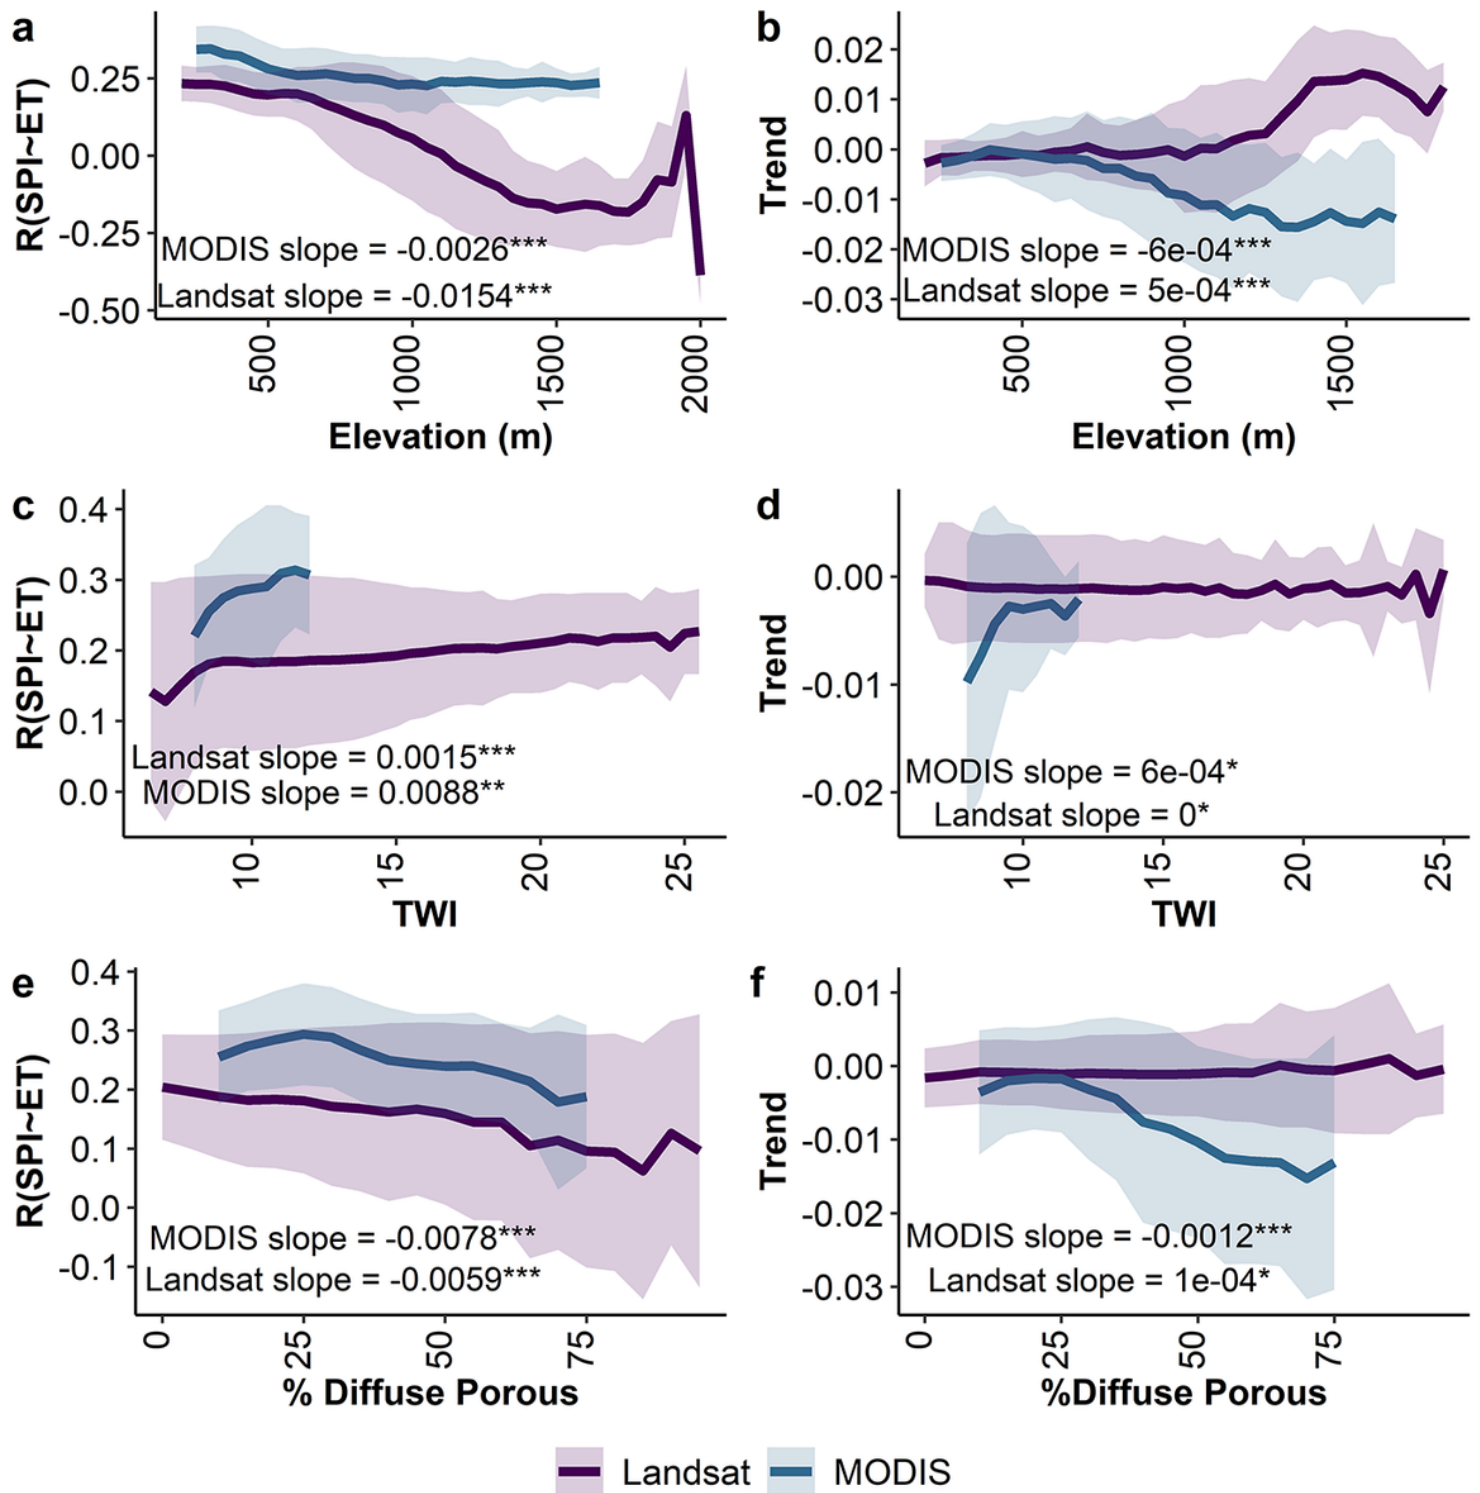 a
R(SPI~ET)
0.25
0.00
-0.25
-0.50
MODIS slope = -0.0026***
Landsat slope = -0.0154***
500
1000
1500
2000
Elevation (m)
b
Trend
0.02
0.01
0.00
-0.01
-0.02
-0.03
MODIS slope = -6e-04***
Landsat slope = 5e-04***
500
1000
1500
Elevation (m)
c
R(SPI~ET)
0.4
0.3
0.2
0.1
0.0
Landsat slope = 0.0015***
MODIS slope = 0.0088**
10
15
20
25
TWI
d
Trend
0.00
-0.01
-0.02
MODIS slope = 6e-04*
Landsat slope = 0*
10
15
20
25
TWI
e
R(SPI~ET)
0.4
0.3
0.2
0.1
0.0
-0.1
MODIS slope = -0.0078***
Landsat slope = -0.0059***
0
25
50
75
% Diffuse Porous
f
Trend
0.01
0.00
-0.01
-0.02
-0.03
MODIS slope = -0.0012***
Landsat slope = 1e-04*
0
25
50
75
%Diffuse Porous
Landsat
MODIS